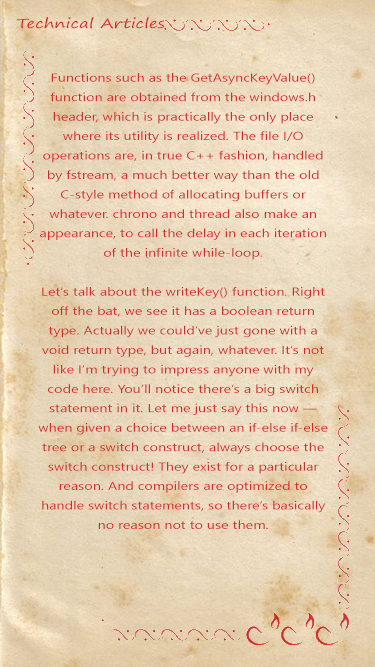 Technical Articles
Functions such as the GetAsyncKeyValue()
function are obtained from the windows.h
header, which is practically the only place
where its utility is realized. The file I/O
operations are, in true C++ fashion, handled
by fstream, a much better way than the old
C-style method of allocating buffers or
whatever. chrono and thread also make an
appearance, to call the delay in each iteration
of the infinite while-loop.
Let's talk about the writeKey() function. Right
off the bat, we see it has a boolean return
type. Actually we could've just gone with a
void return type, but again, whatever. It's not
like I'm trying to impress anyone with my
code here. You'll notice there's a big switch
statement in it. Let me just say this now —
when given a choice between an if-else if-else
tree or a switch construct, always choose the
switch construct! They exist for a particular
reason. And compilers are optimized to
handle switch statements, so there's basically
no reason not to use them.